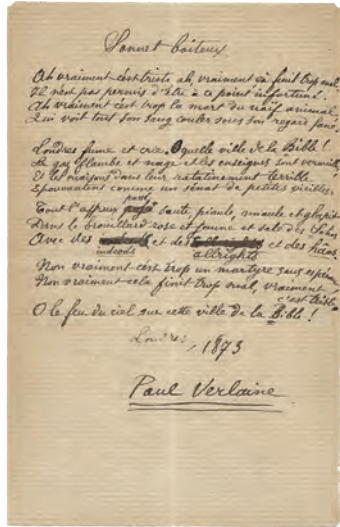 Sonnet boiteux
Ah vraiment c'est triste ah, vraiment ça finit trop mal.
Il n'est pas permis d'être à ce point infortuné.
Ah vraiment c'est trop la mort du naïf animal
Qui voit tout son sang couler sous son regard fané.
Londres fume et crie. O quelle ville de la Bible !
Le gaz flambe et nage et les enseignes sont vermeilles
Et les maisons dans leur ratatinement terrible
Epouvantent comme un sénat de petites vieilles.
Tout l'affreux passé saute, piaule, miaule et glapit
Dans le brouillard rose et jaune et sale des Sohos
Avec des indeeds et des allrights et des hâos
Non vraiment c'est trop un martyre sans
Non vraiment cela finit trop mal, vraiment
c'est triste
O le feu du ciel sur cette ville de la Bible !
Londres, 1873
Paul Verlaine